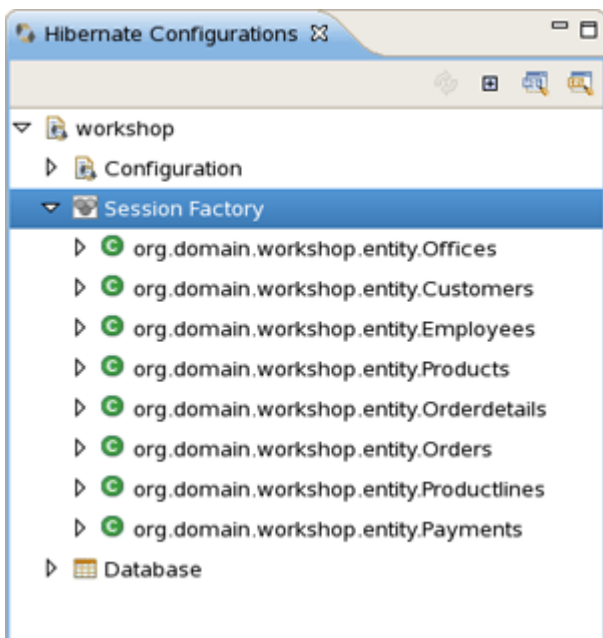 Hibernate Configurations
workshop
Configuration
Session Factory
org.domain.workshop.entity.Offices
org.domain.workshop.entity.Customers
org.domain.workshop.entity.Employees
org.domain.workshop.entity.Products
org.domain.workshop.entity.Orderdetails
org.domain.workshop.entity.Orders
org.domain.workshop.entity.Productlines
org.domain.workshop.entity.Payments
Database